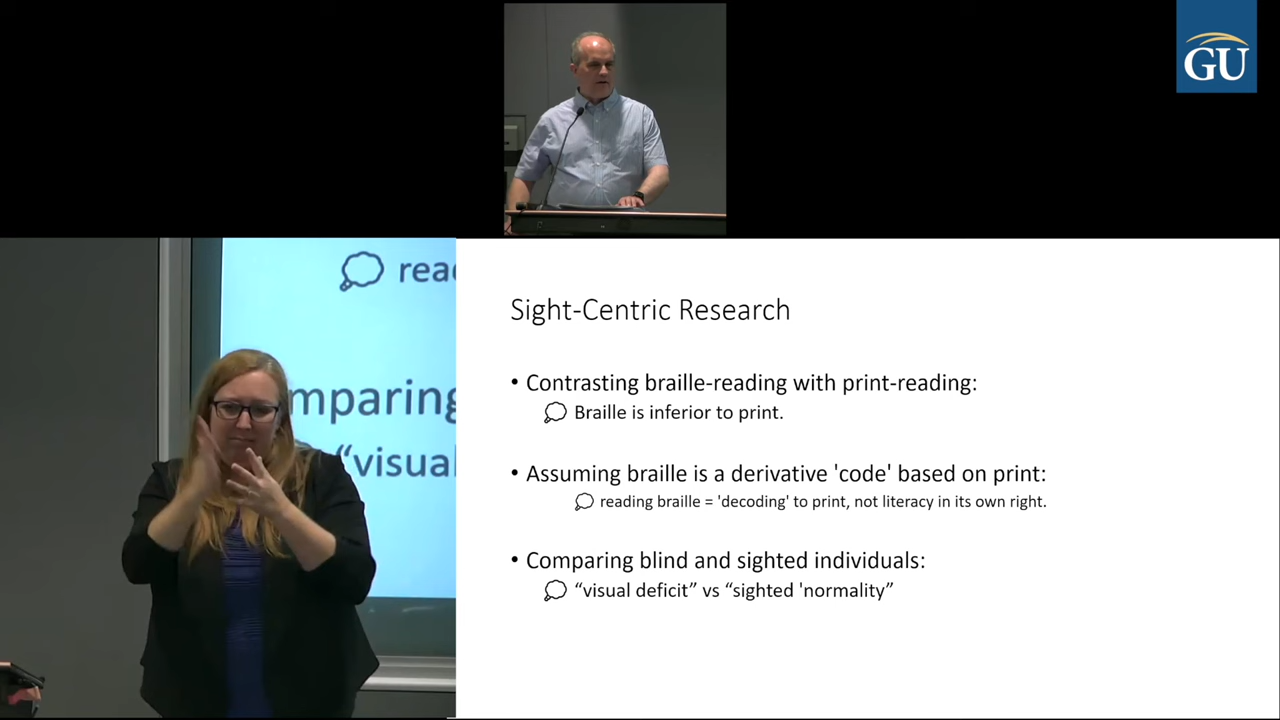 GU
rea
mparing
“visual
Sight-Centric Research
• Contrasting braille-reading with print-reading:
Braille is inferior to print.
• Assuming braille is a derivative 'code' based on print:
reading braille = 'decoding' to print, not literacy in its own right.
• Comparing blind and sighted individuals:
“visual deficit” vs “sighted 'normality”